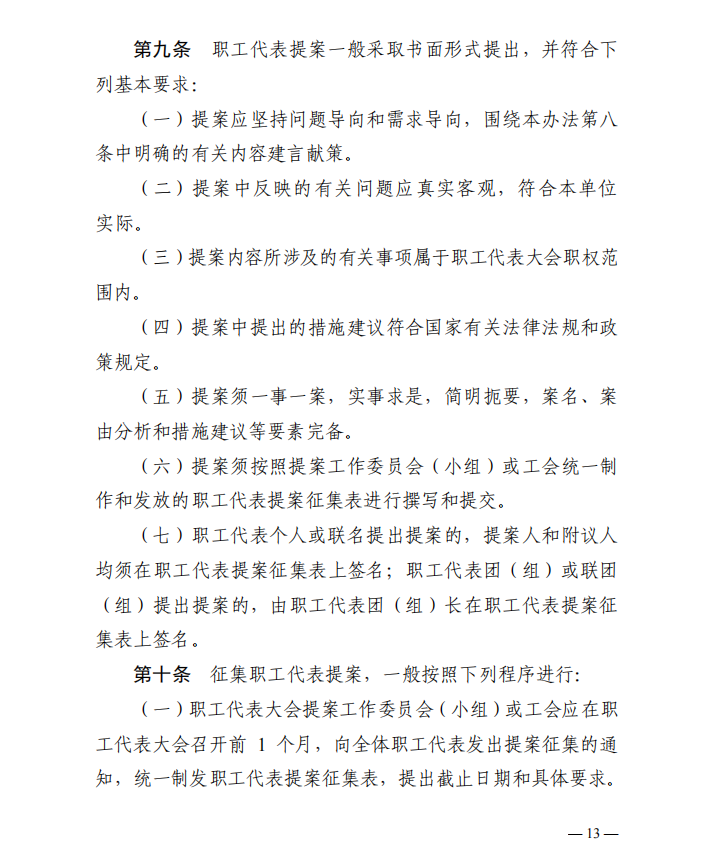 第九条　职工代表提案一般采取书面形式提出，并符合下
列基本要求：
（一）提案应坚持问题导向和需求导向，围绕本办法第八
条中明确的有关内容建言献策。
（二）提案中反映的有关问题应真实客观，符合本单位
实际。
（三）提案内容所涉及的有关事项属于职工代表大会职权范
围内。
（四）提案中提出的措施建议符合国家有关法律法规和政
策规定。
（五）提案须一事一案，实事求是，简明扼要，案名、案
由分析和措施建议等要素完备。
（六）提案须按照提案工作委员会（小组）或工会统一制
作和发放的职工代表提案征集表进行撰写和提交。
（七）职工代表个人或联名提出提案的，提案人和附议人
均须在职工代表提案征集表上签名；职工代表团（组）或联团
（组）提出提案的，由职工代表团（组）长在职工代表提案征
集表上签名。
第十条　征集职工代表提案，一般按照下列程序进行：
（一）职工代表大会提案工作委员会（小组）或工会应在职
工代表大会召开前 1 个月，向全体职工代表发出提案征集的通
知，统一制发职工代表提案征集表，提出截止日期和具体要求。
— 13 —